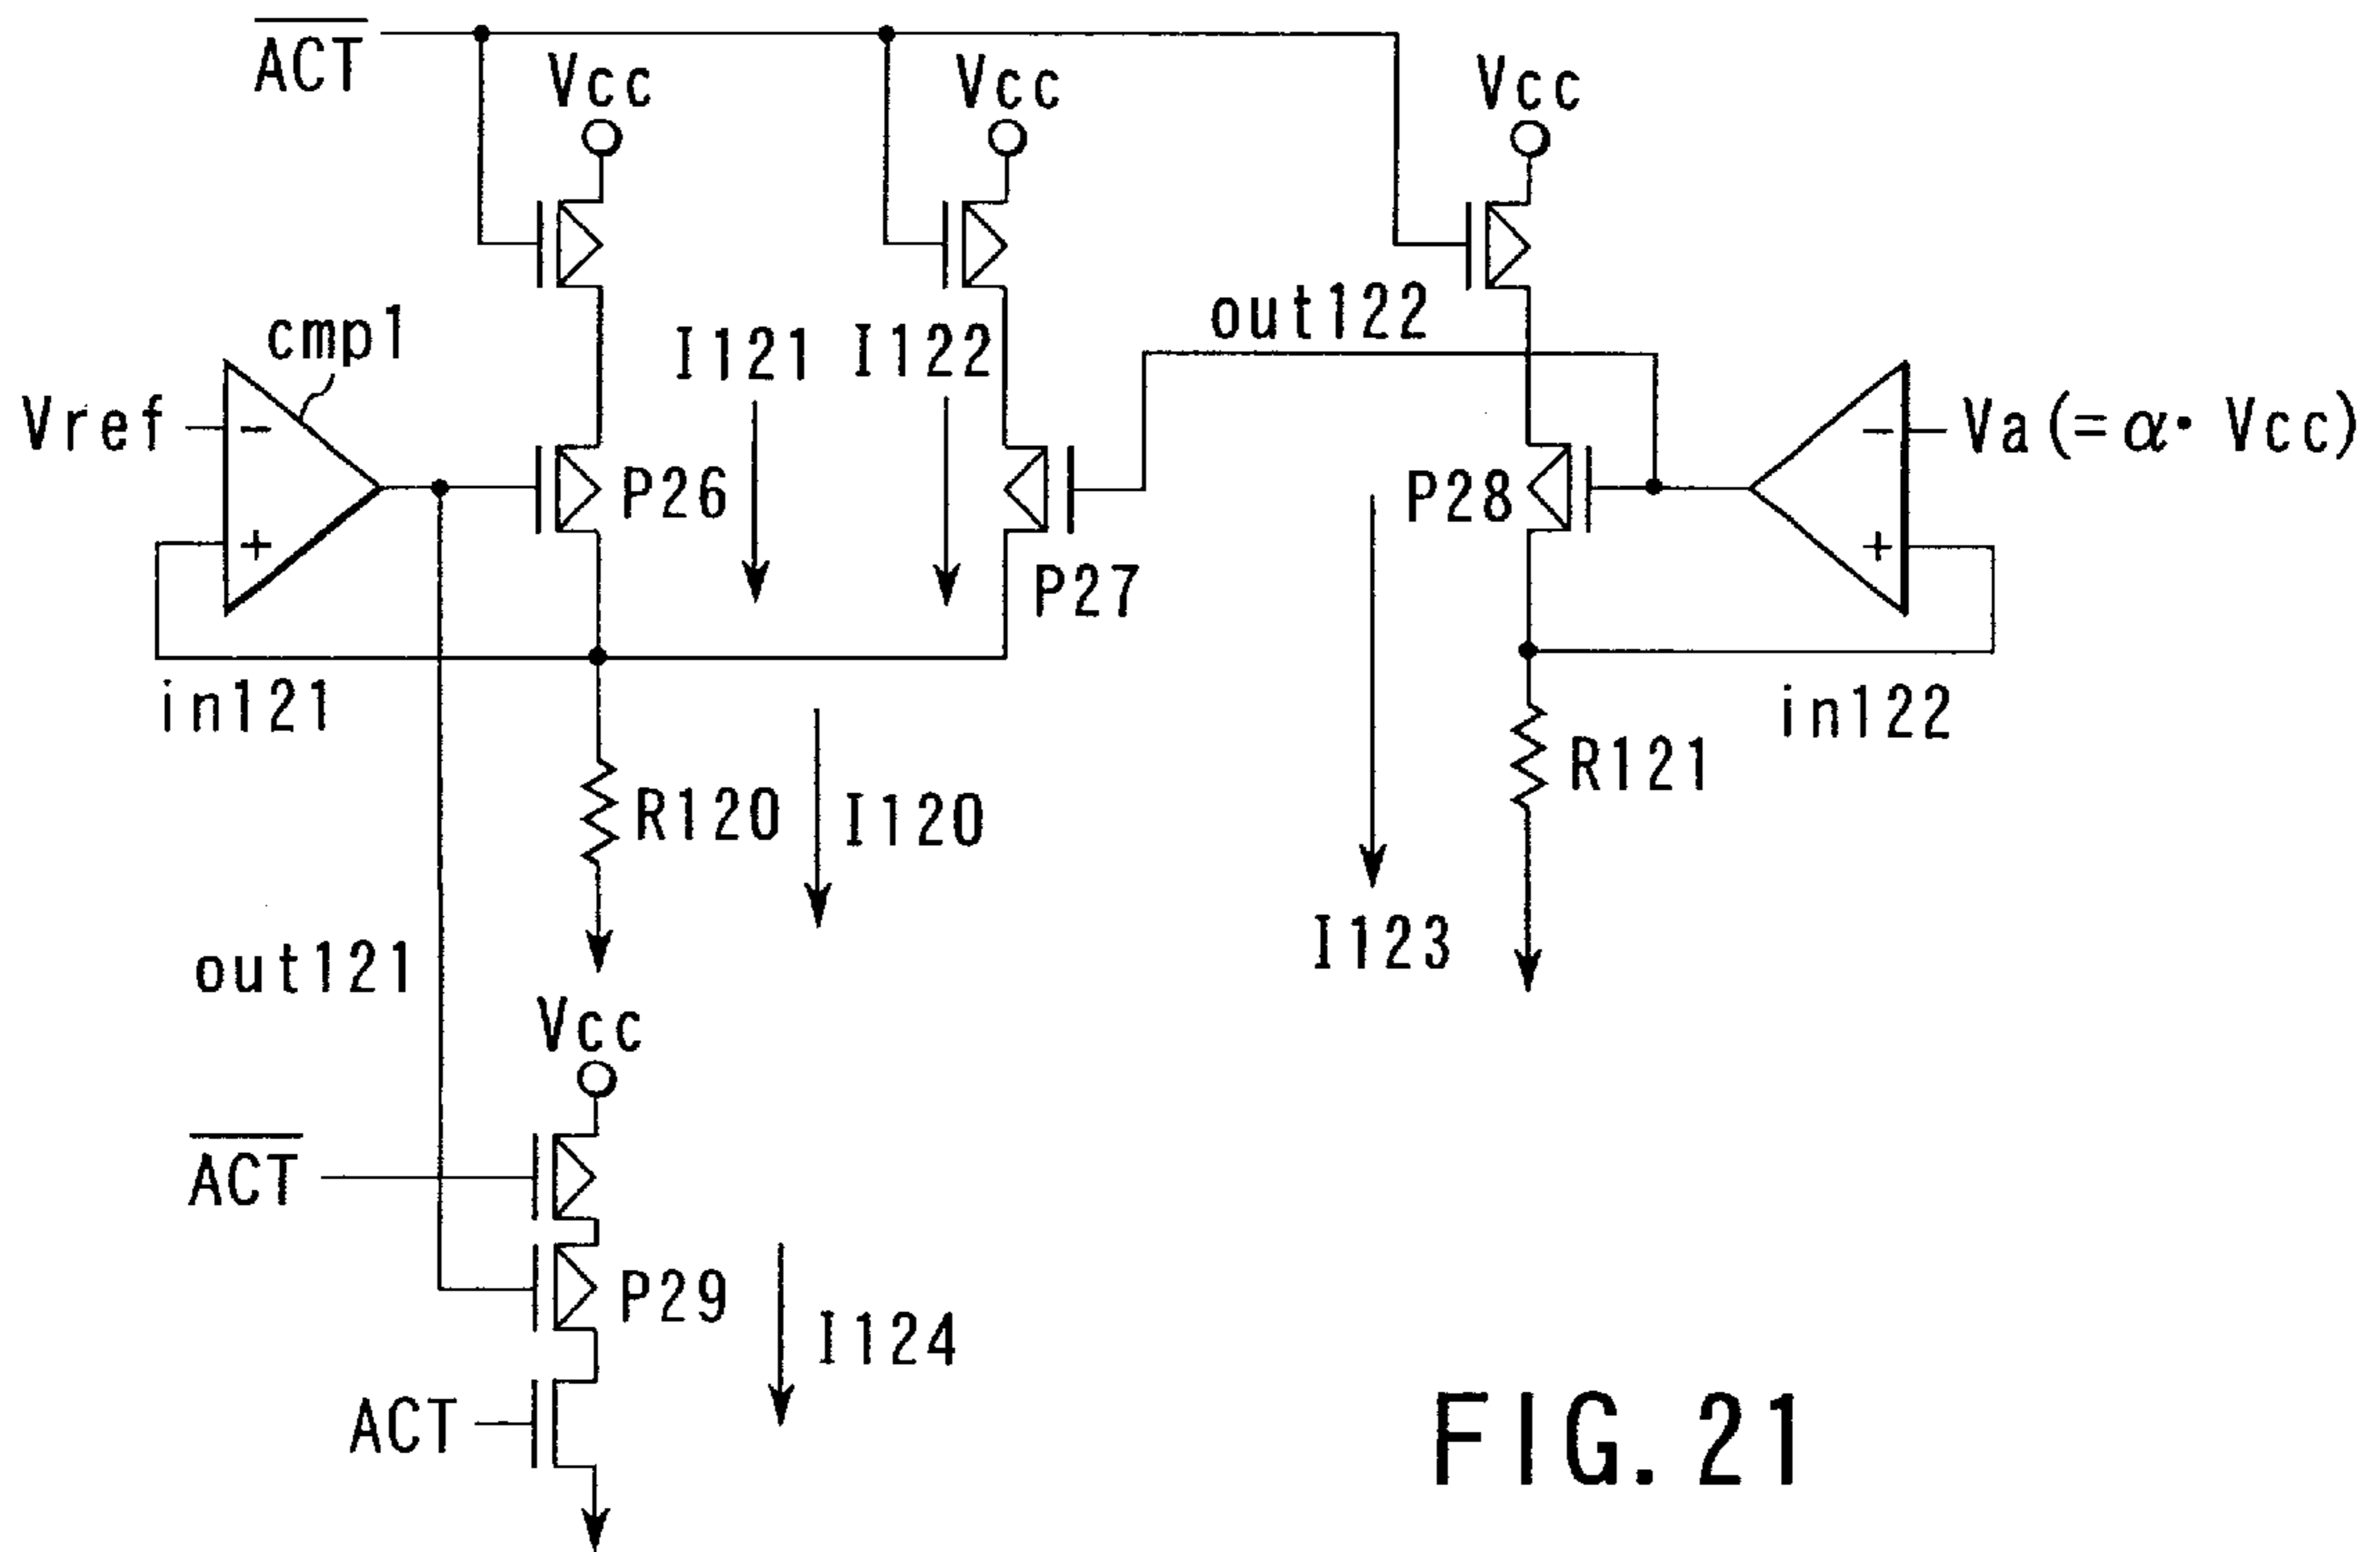 ACT
Vcc
Vcc
Vcc
cmp1
I121
I122
out122
Vref
−
+
P26
P27
P28
−
+
Va(=α· Vcc)
in121
in122
R120
I120
R121
I123
out121
Vcc
ACT
P29
I124
ACT
FIG. 21